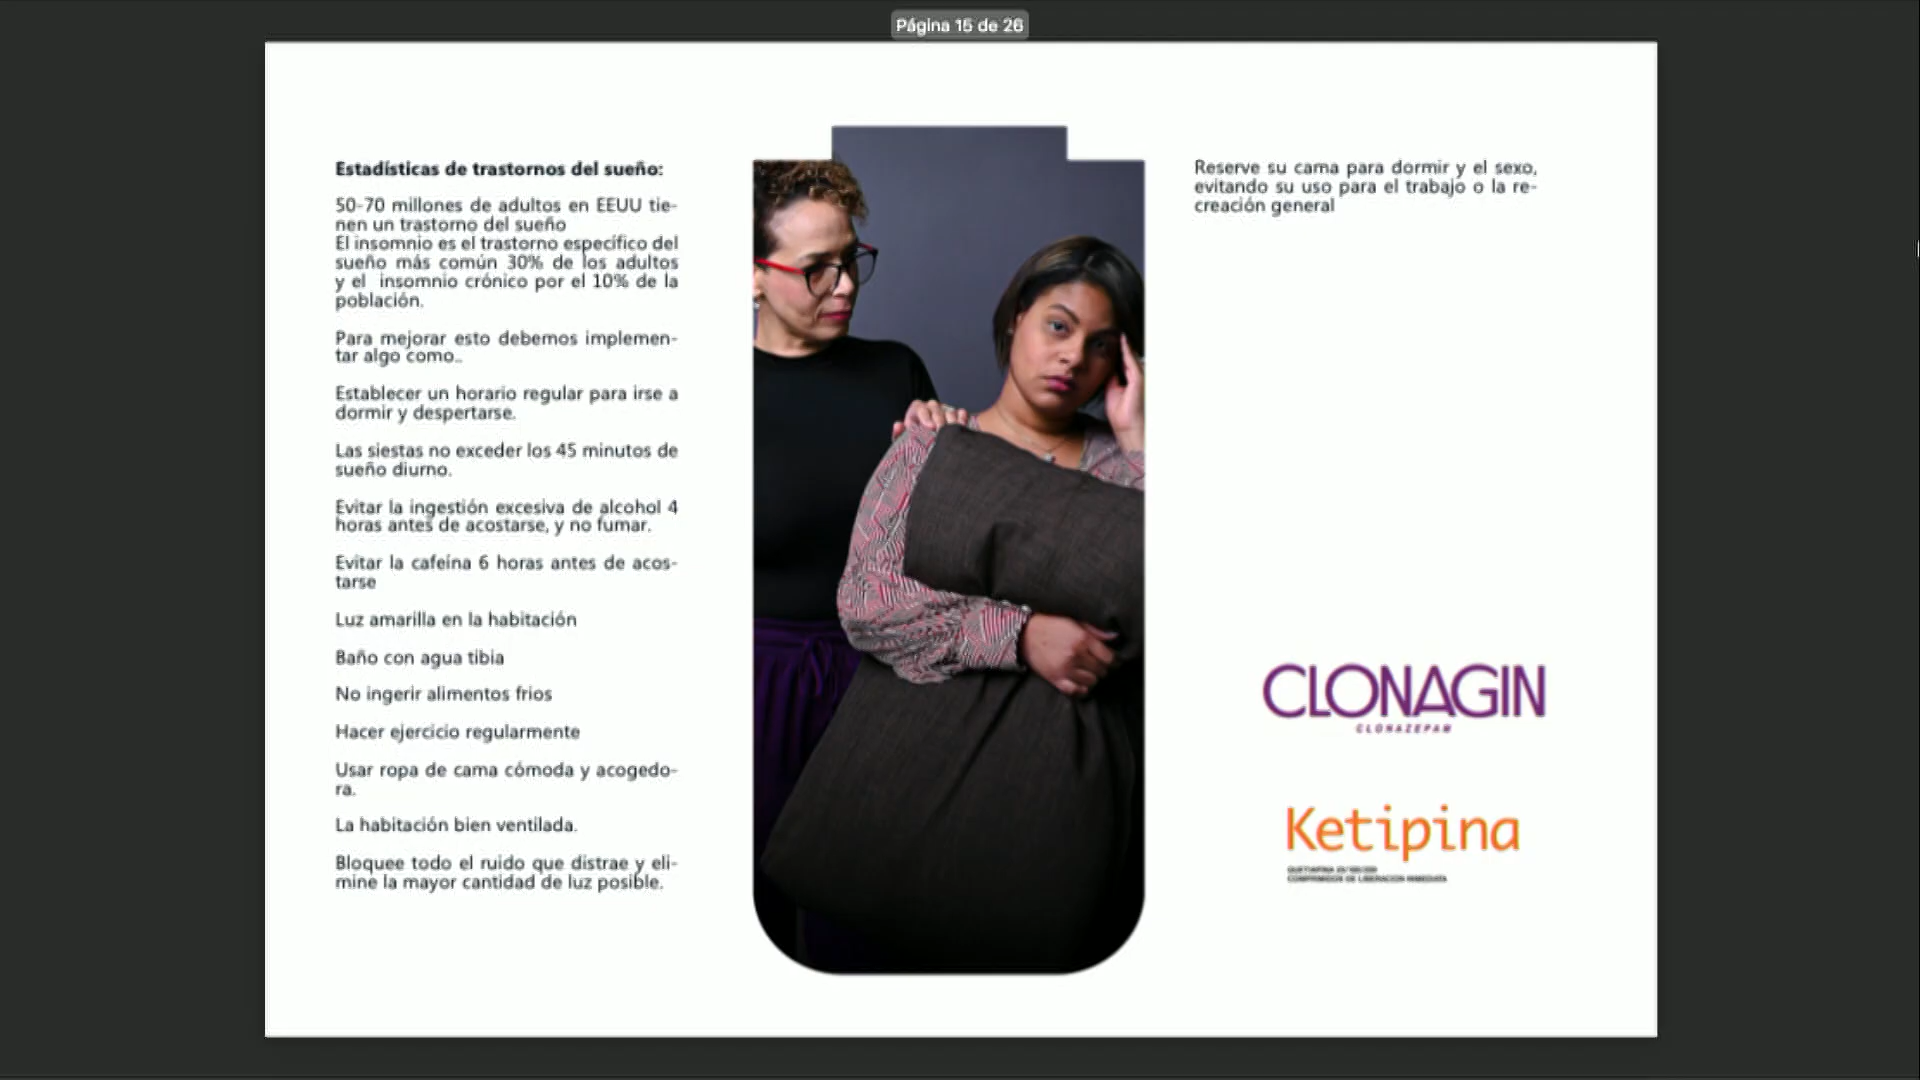 Página 15 de 26
Estadísticas de trastornos del sueño:
50-70 millones de adultos en EEUU tie-
nen un trastorno del sueño
El insomnio es el trastorno específico del
sueño más común 30% de los adultos
y el insomnio crónico por el 10% de la
población.
Para mejorar esto debemos implemen-
tar algo como..
Establecer un horario regular para irse a
dormir y despertarse.
Las siestas no exceder los 45 minutos de
sueño diurno.
Evitar la ingestión excesiva de alcohol 4
horas antes de acostarse, y no fumar.
Evitar la cafeína 6 horas antes de acos-
tarse
Luz amarilla en la habitación
Baño con agua tibia
No ingerir alimentos frios
Hacer ejercicio regularmente
Usar ropa de cama cómoda y acogedo-
ra.
La habitación bien ventilada.
Bloquee todo el ruido que distrae y eli-
mine la mayor cantidad de luz posible.
Reserve su cama para dormir y el sexo,
evitando su uso para el trabajo o la re-
creación general
CLONAGIN
CLONAZEPAM
Ketipina
QUETIAPINA
COMPRIMIDOS DE LIBERACION INMEDIATA